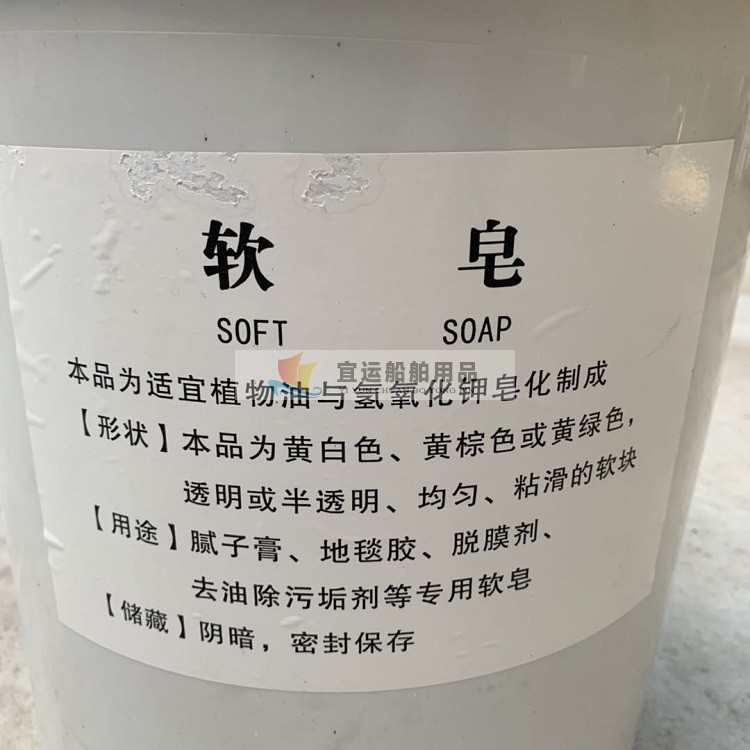 软 皂
SOFT SOAP
宜运船舶用品
本品为适宜植物油与氢氧化钾皂化制成
【形状】本品为黄白色、黄棕色或黄绿色，
透明或半透明、均匀、粘滑的软块
【用途】腻子膏、地毯胶、脱膜剂、
去油除污垢剂等专用软皂
【储藏】阴暗，密封保存